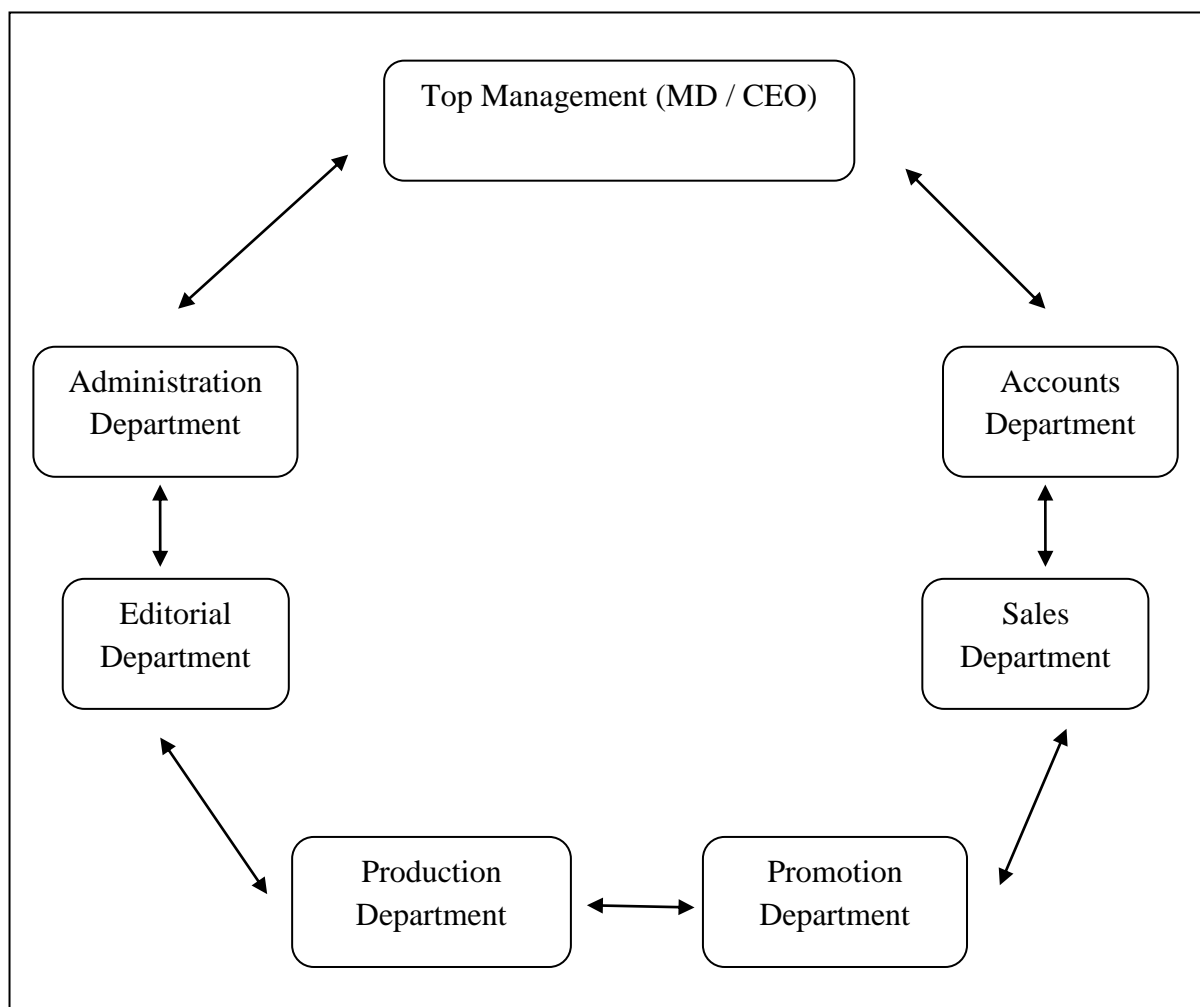 Top Management (MD / CEO)
Administration
Department
Accounts
Department
Editorial
Department
Sales
Department
Production
Department
Promotion
Department